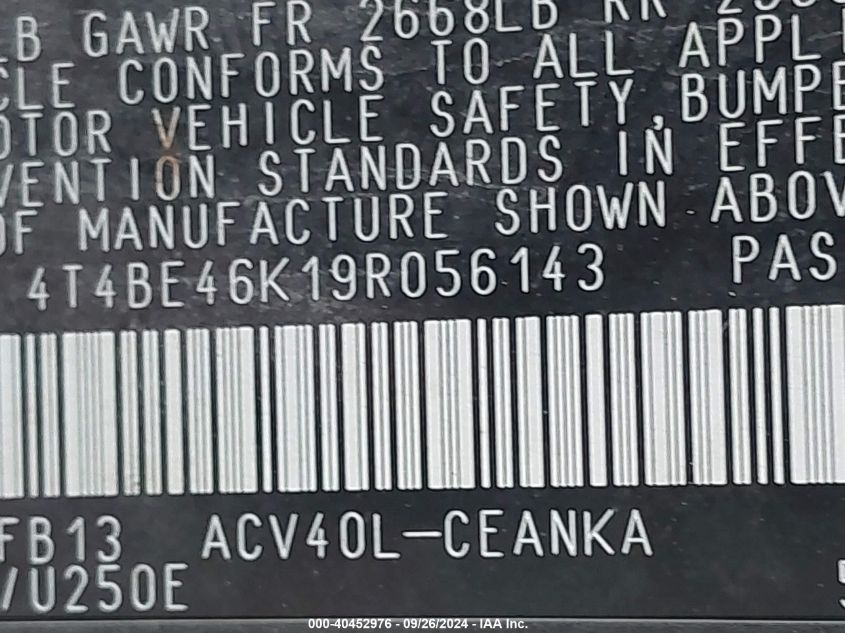 LB GAWR FR 2668LB RR
CLE CONFORMS TO ALL APPLI
OTOR VEHICLE SAFETY,BUMPE
VENTION STANDARDS IN EFFE
OF MANUFACTURE SHOWN ABOV
4T4BE46K19R056143 PAS
FB13 ACV40L-CEANKA
/U250E
000-40452976 - 09/26/2024 - IAA Inc.